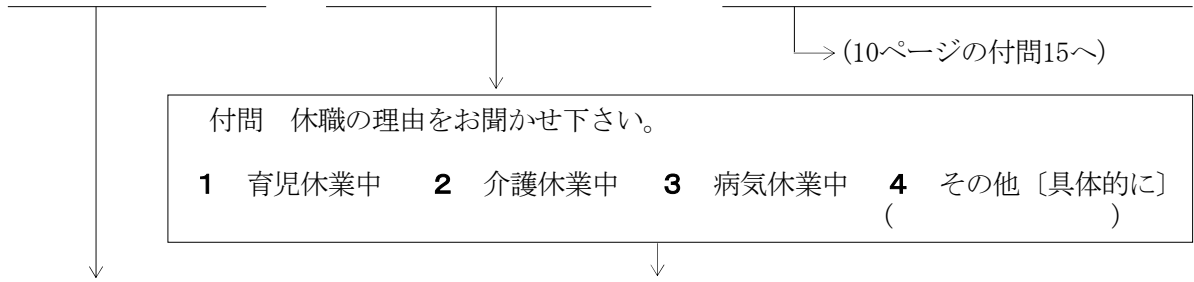 (10ページの付問15へ)
付問　休職の理由をお聞かせ下さい。
1　育児休業中　2　介護休業中　3　病気休業中　4　その他〔具体的に〕
(　　　　　　　　)